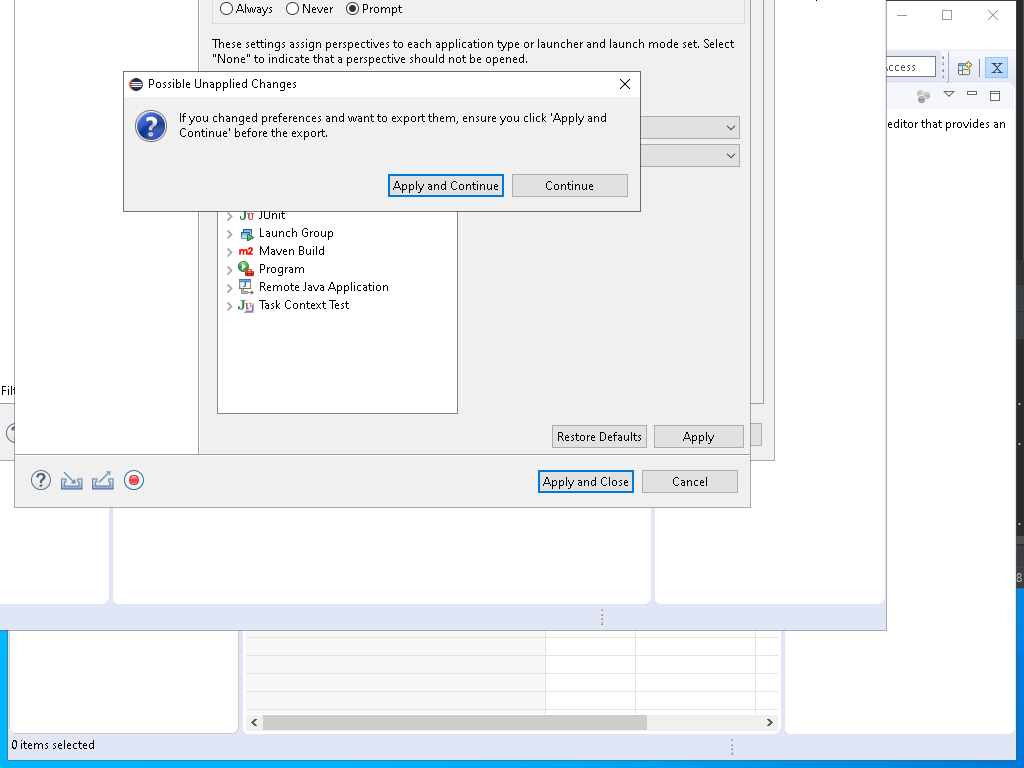 Always
Never
Prompt
These settings assign perspectives to each application type or launcher and launch mode set. Select
"None" to indicate that a perspective should not be opened.
Access
X
Possible Unapplied Changes
If you changed preferences and want to export them, ensure you click 'Apply and
Continue' before the export.
editor that provides an
Apply and Continue
Continue
JUnit
Launch Group
m2 Maven Build
Program
Remote Java Application
Task Context Test
Restore Defaults
Apply
Apply and Close
Cancel
8
0 items selected